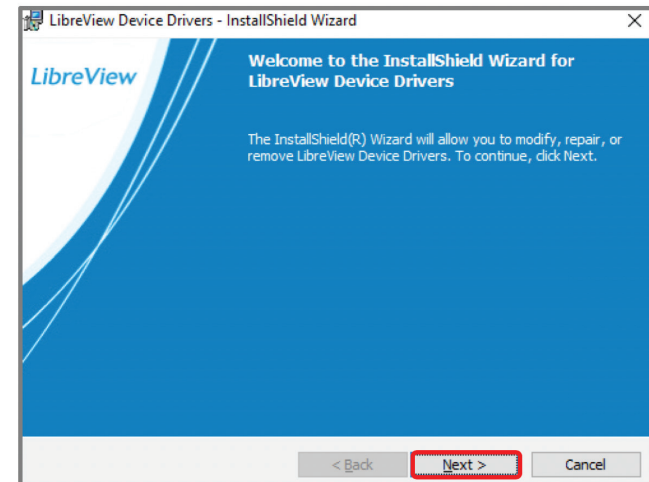 LibreView Device Drivers - InstallShield Wizard
LibreView
Welcome to the InstallShield Wizard for
LibreView Device Drivers
The InstallShield(R) Wizard will allow you to modify, repair, or
remove LibreView Device Drivers. To continue, click Next.
< Back
Next >
Cancel